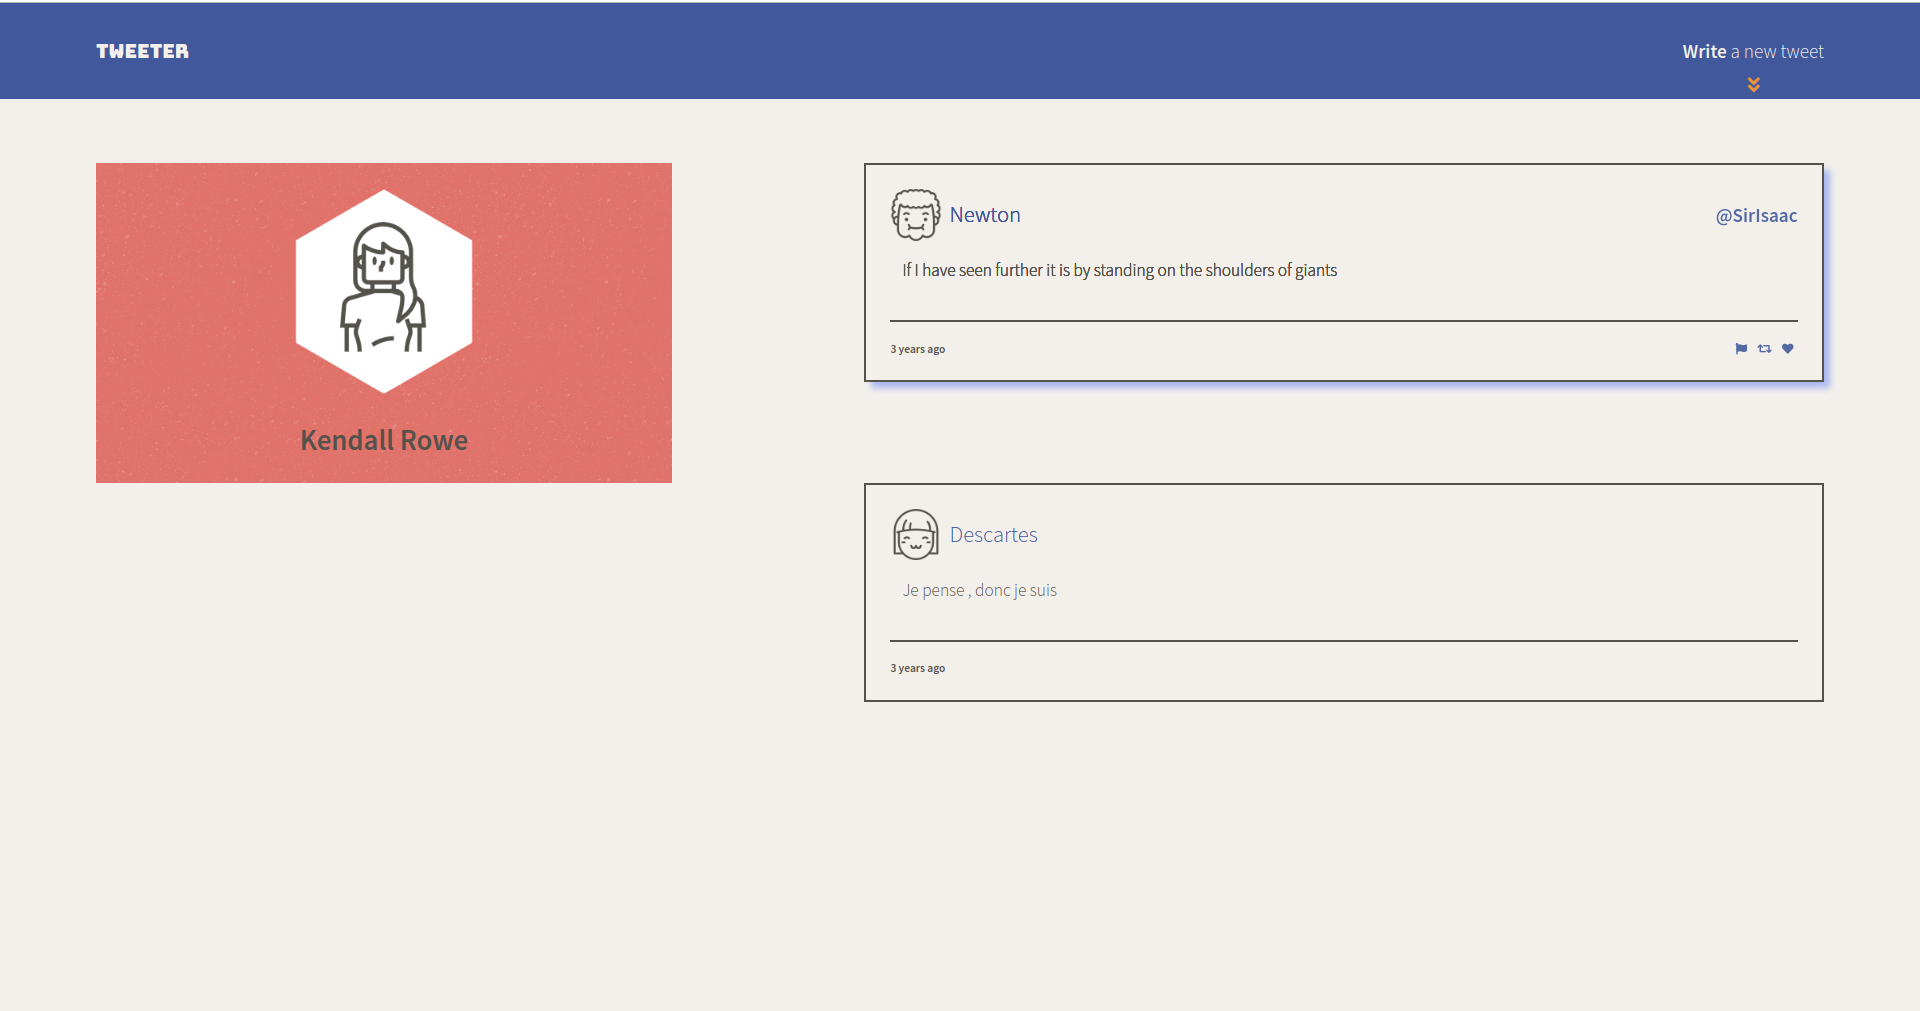 TWEETER
Write a new tweet
Kendall Rowe
Newton
@SirIsaac
If I have seen further it is by standing on the shoulders of giants
3 years ago
Descartes
Je pense , donc je suis
3 years ago